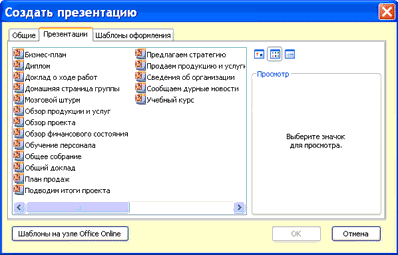 Создать презентацию
Общие
Презентации
Шаблоны оформления
Бизнес-план
Диплом
Доклад о ходе работ
Домашняя страница группы
Мозговой штурм
Обзор продукции и услуг
Обзор проекта
Обзор финансового состояния
Обучение персонала
Общее собрание
Общий доклад
План продаж
Подводим итоги проекта
Предлагаем стратегию
Продаем продукцию и услуги
Сведения об организации
Сообщаем дурные новости
Учебный курс
Просмотр
Выберите значок
для просмотра.
Шаблоны на узле Office Online
ОК
Отмена